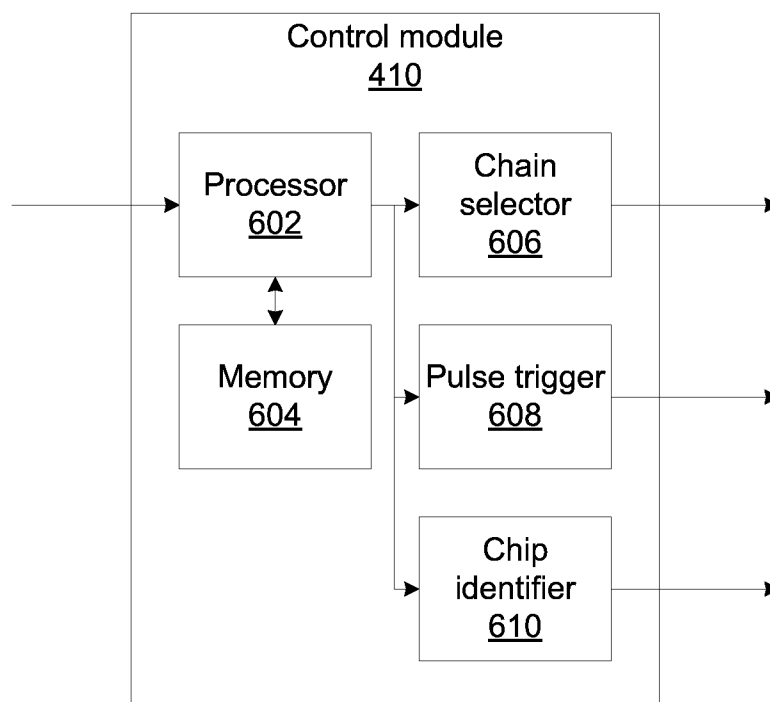 Control module
410
Processor
602
Chain
selector
606
Memory
604
Pulse trigger
608
Chip
identifier
610